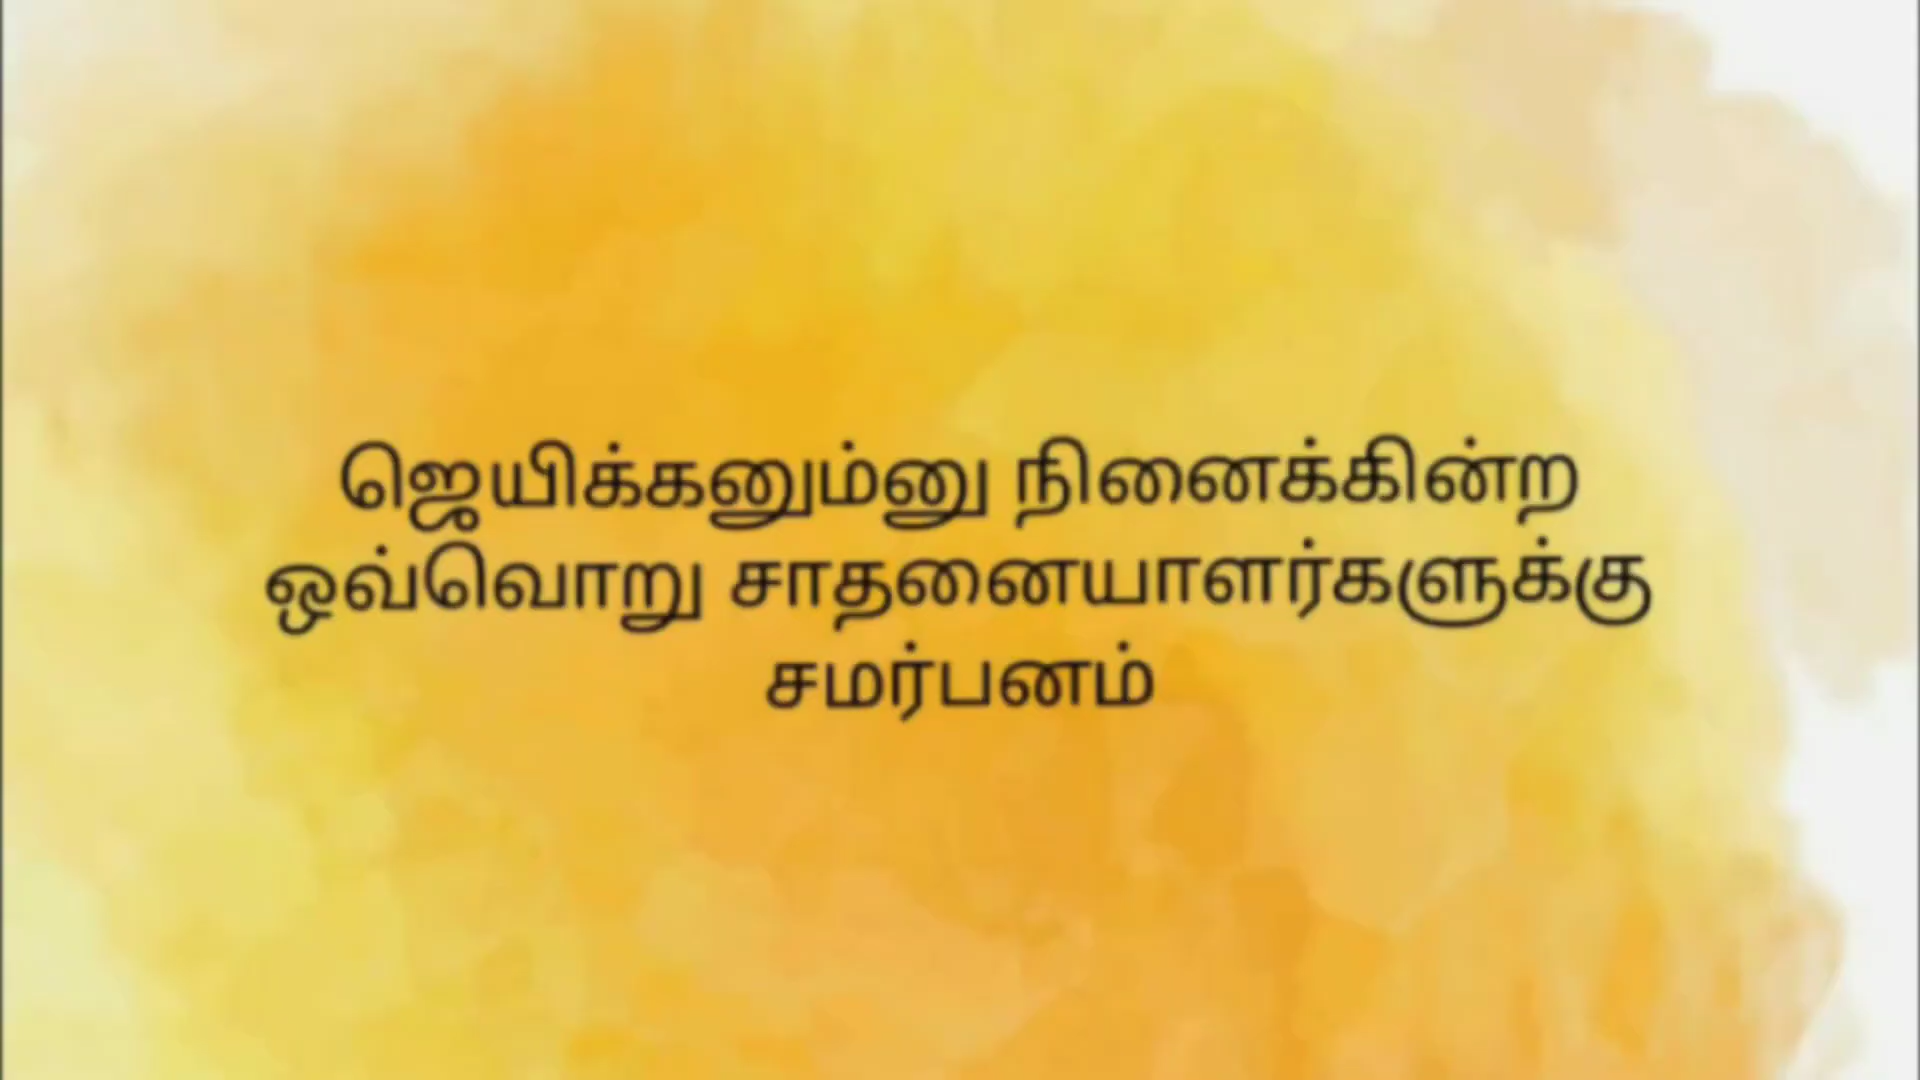 ஜெயிக்கனும்னு நினைக்கின்ற
ஒவ்வொறு சாதனையாளர்களுக்கு
சமர்பனம்